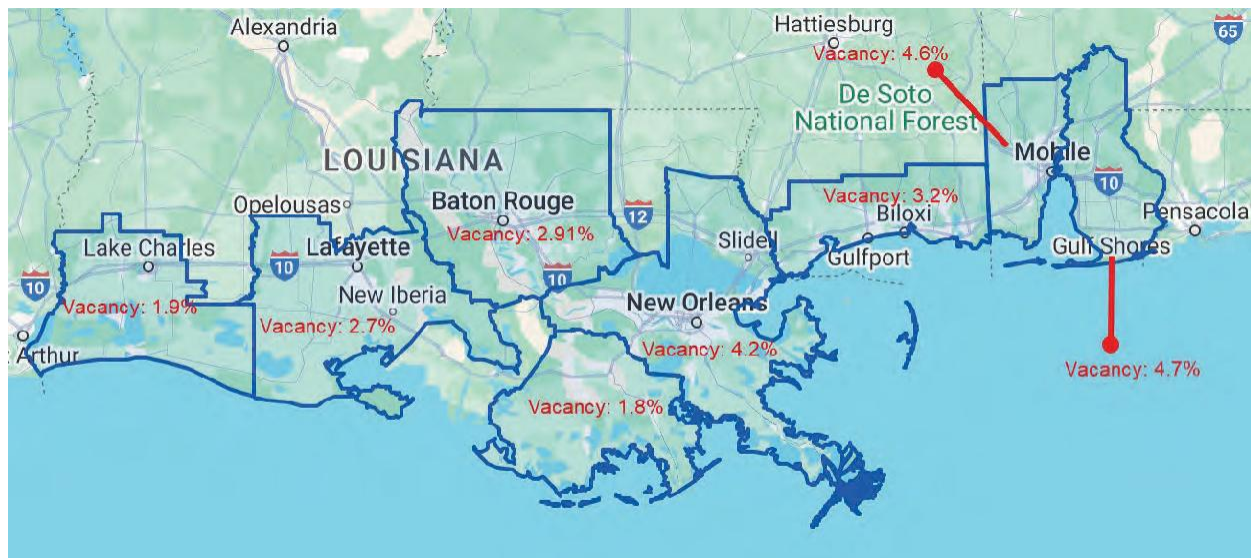 Alexandria
Hattiesburg
65
Vacancy: 4.6%
De Soto
National Forest
LOUISIANA
Mobile
Opelousas
Baton Rouge
Vacancy: 2.91%
12
Vacancy: 3.2%
Biloxi
10
Pensacola
Lake Charles
Lafayette
Slidell
Gulfport
Gulf Shores
10
10
10
New Iberia
New Orleans
Vacancy: 1.9%
Vacancy: 2.7%
Arthur
Vacancy: 4.2%
Vacancy: 4.7%
Vacancy: 1.8%